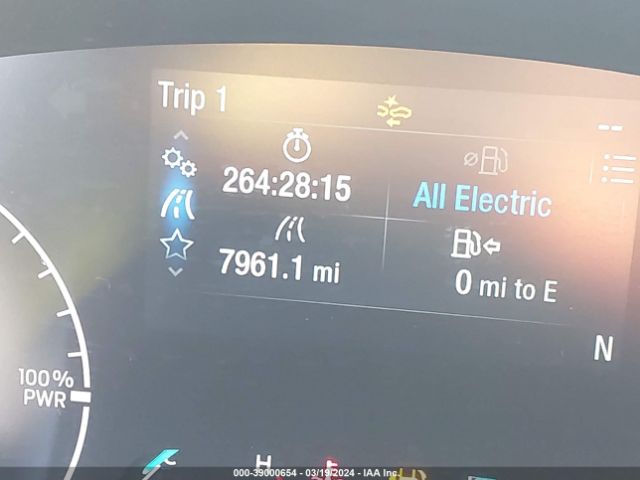 Trip 1
264:28:15
All Electric
7961.1 mi
0 mi to E
N
100%
PWR
H
000-39000654 - 03/19/2024 - IAA Inc.